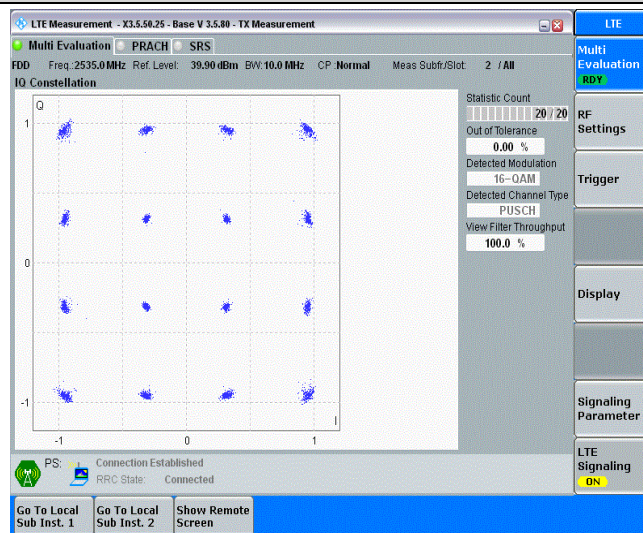 LTE Measurement - X3.5.50.25 - Base V 3.5.80 - TX Measurement
LTE
Multi Evaluation PRACH SRS
Multi
Evaluation
RDY
FDD Freq.:2535.0 MHz Ref. Level: 39.90 dBm BW:10.0 MHz CP :Normal Meas Subfr/Slot: 2 / All
IQ Constellation
Q
1
0
-1
-1 0 1
I
Statistic Count
20 / 20
Out of Tolerance
0.00 %
Detected Modulation
16-QAM
Detected Channel Type
PUSCH
View Filter Throughput
100.0 %
RF
Settings
Trigger
Display
Signaling
Parameter
LTE
Signaling
ON
PS: Connection Established
RRC State: Connected
Go To Local
Sub Inst. 1
Go To Local
Sub Inst. 2
Show Remote
Screen